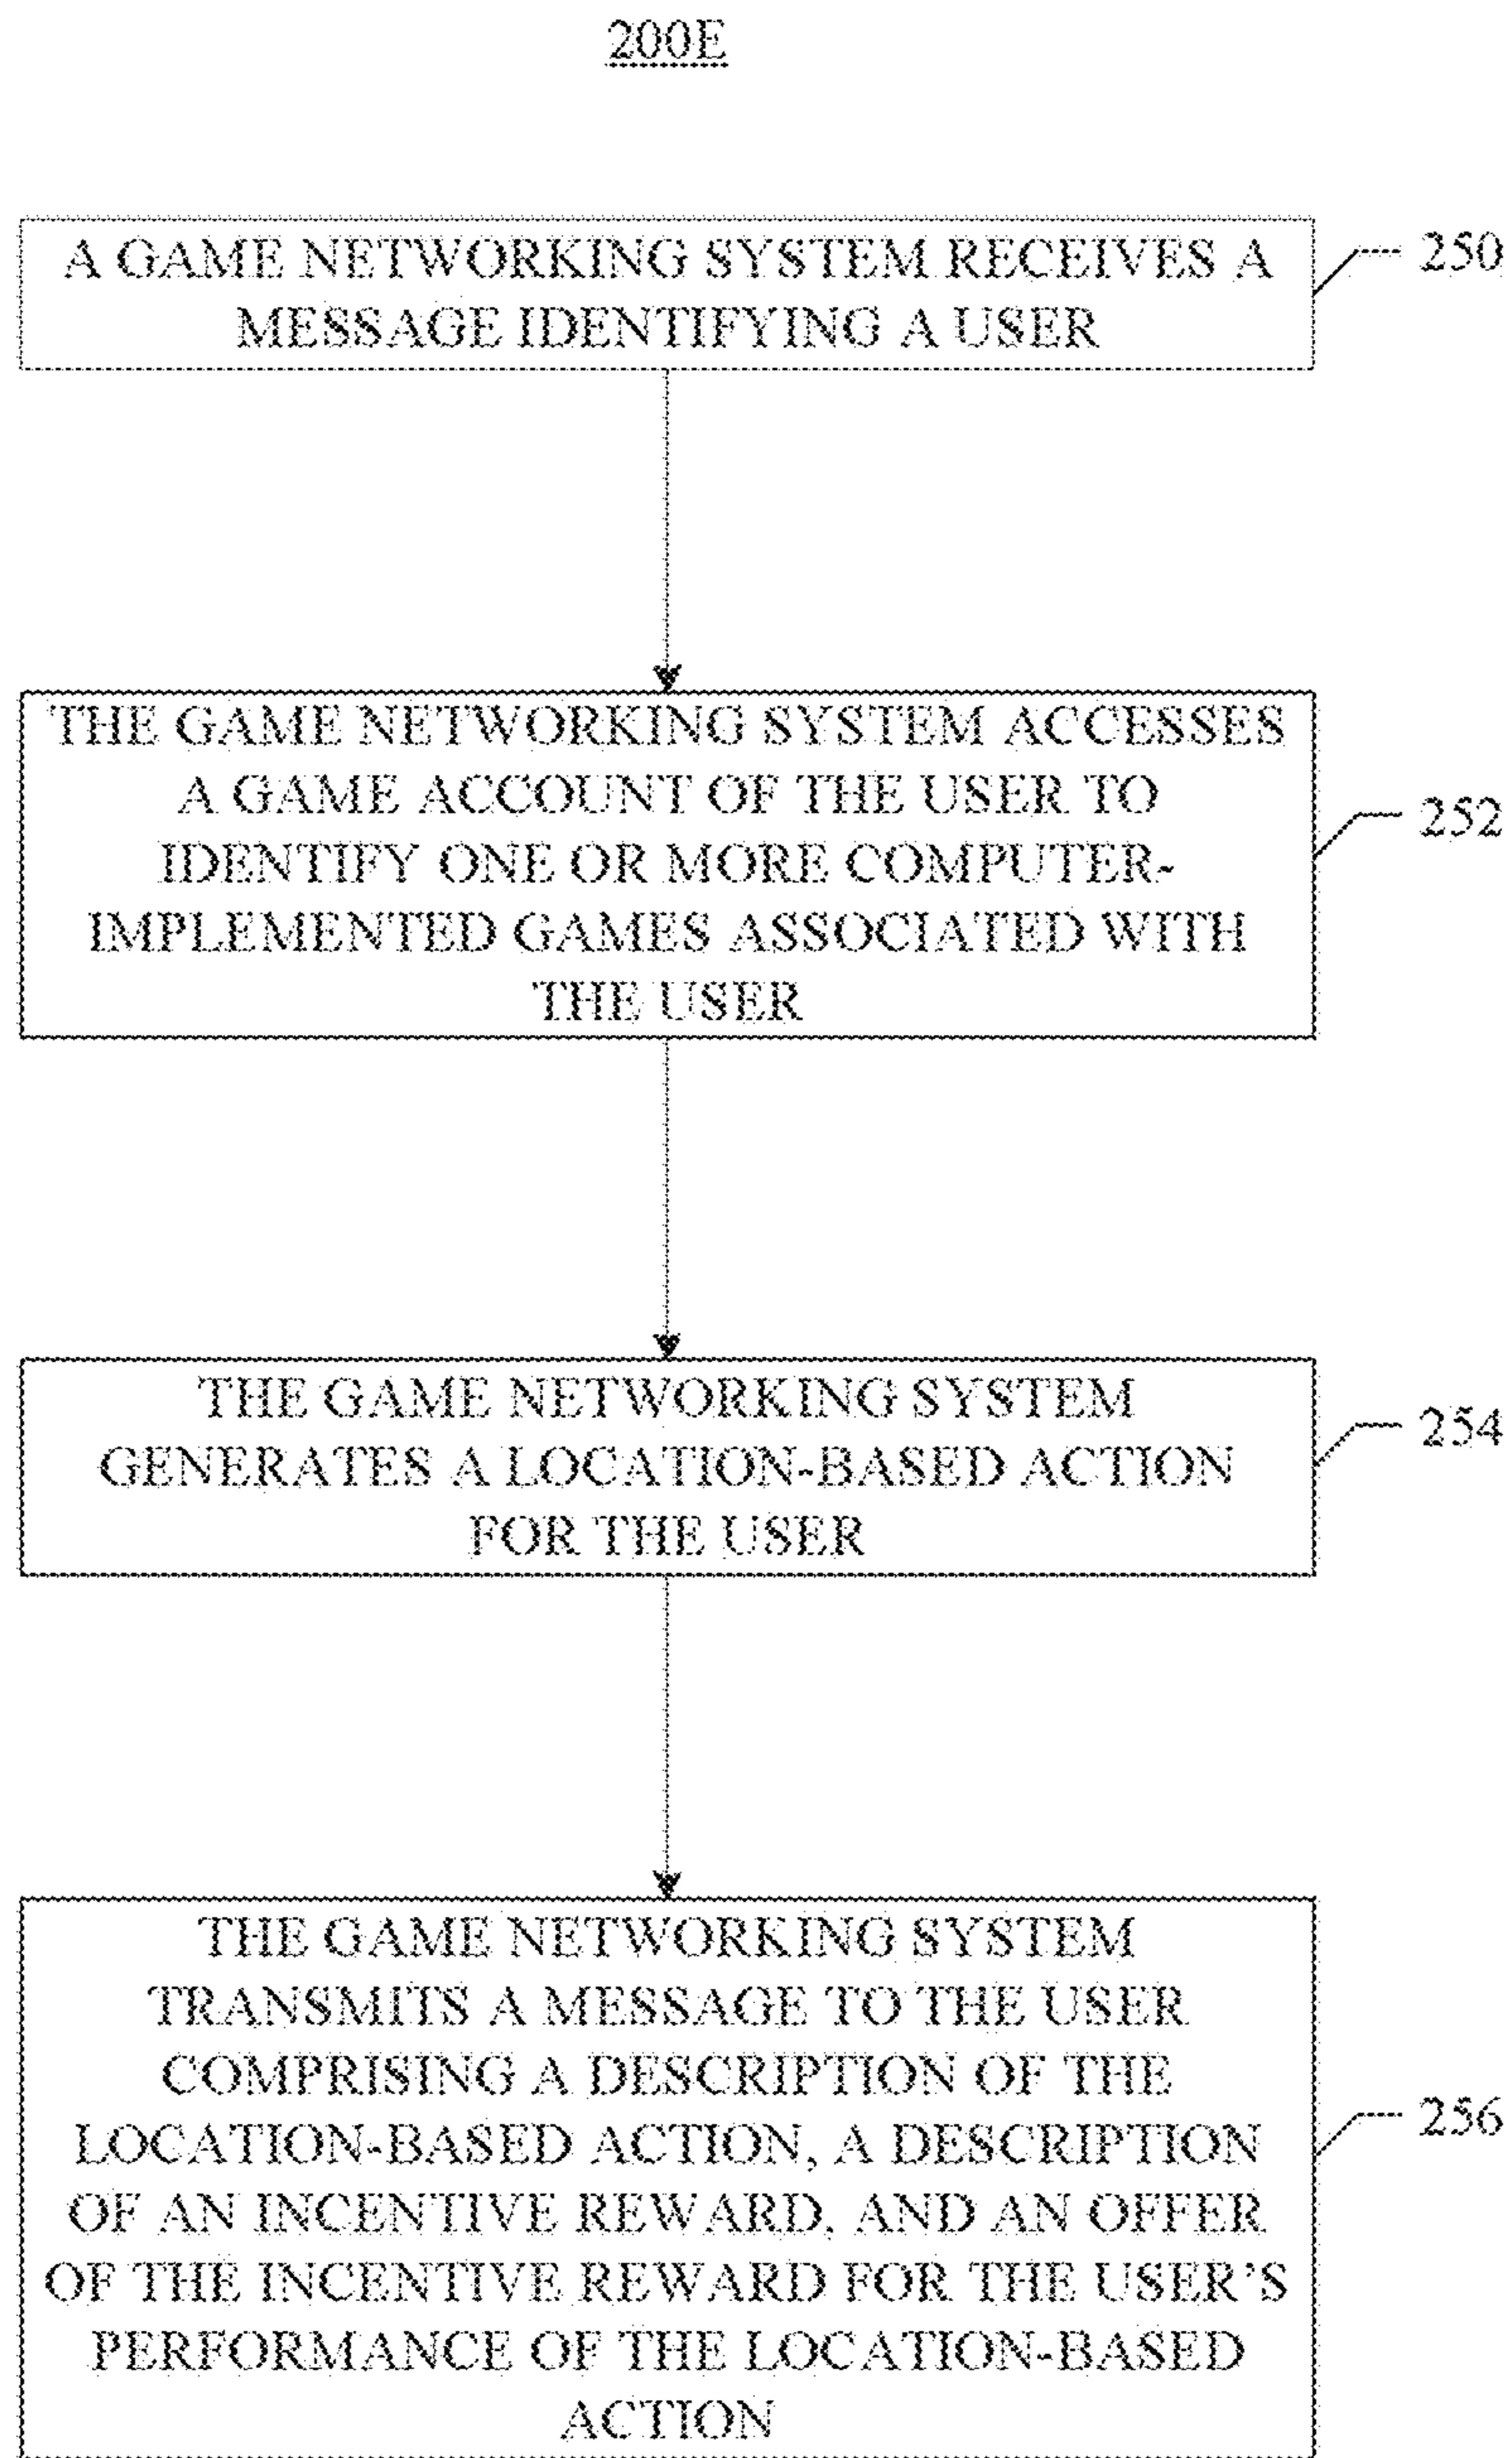 200E
A GAME NETWORKING SYSTEM RECEIVES A
MESSAGE IDENTIFYING A USER
250
THE GAME NETWORKING SYSTEM ACCESSES
A GAME ACCOUNT OF THE USER TO
IDENTIFY ONE OR MORE COMPUTER-
IMPLEMENTED GAMES ASSOCIATED WITH
THE USER
252
THE GAME NETWORKING SYSTEM
GENERATES A LOCATION-BASED ACTION
FOR THE USER
254
THE GAME NETWORKING SYSTEM
TRANSMITS A MESSAGE TO THE USER
COMPRISING A DESCRIPTION OF THE
LOCATION-BASED ACTION, A DESCRIPTION
OF AN INCENTIVE REWARD, AND AN OFFER
OF THE INCENTIVE REWARD FOR THE USER'S
PERFORMANCE OF THE LOCATION-BASED
ACTION
256